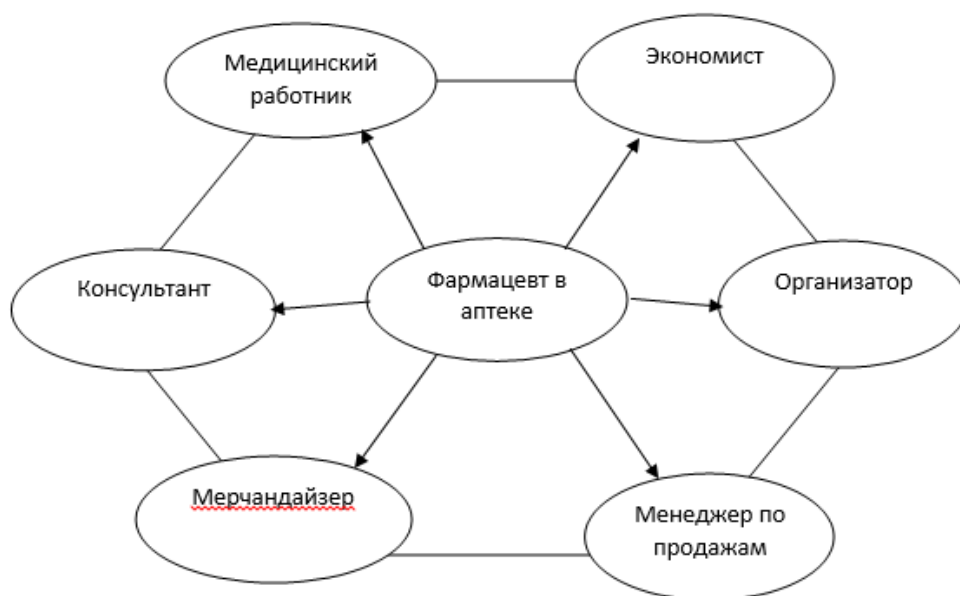 Медицинский
работник
Экономист
Консультант
Фармацевт в
аптеке
Организатор
Мерчандайзер
Менеджер по
продажам